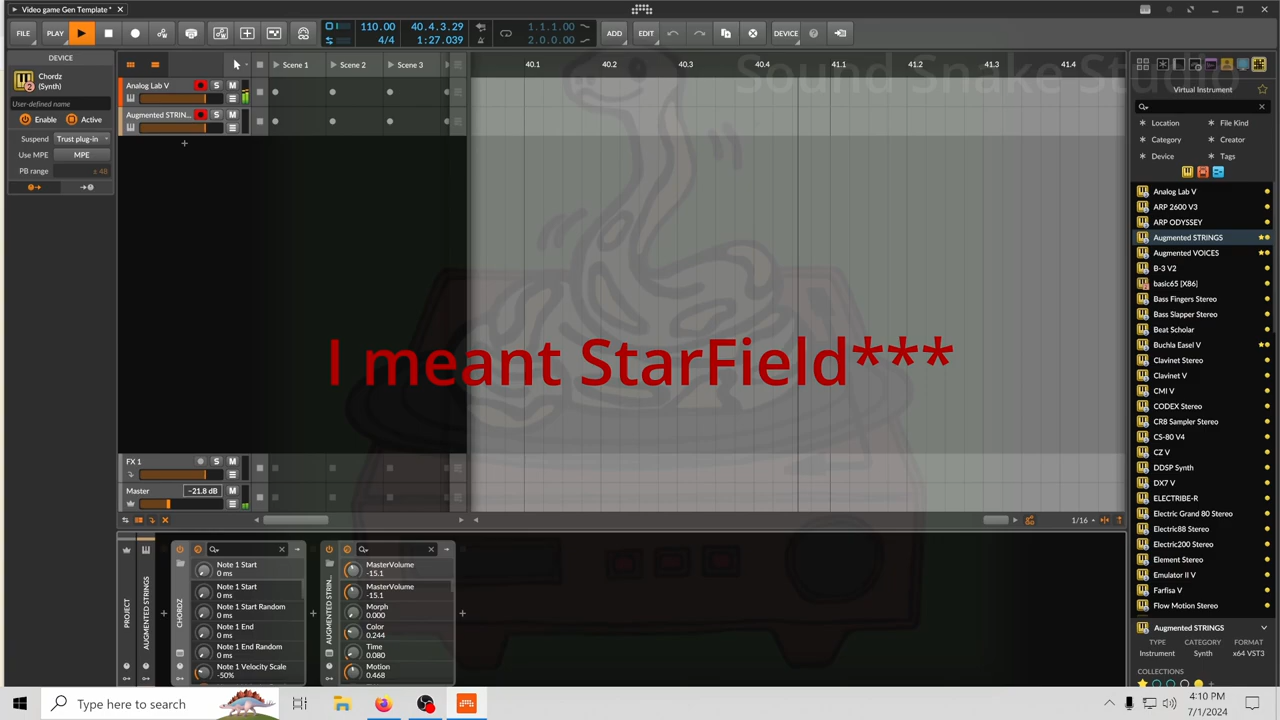 Video game Gen Template*
FILE PLAY 110.00 40.4.3.29 1.1.1.00 ADD EDIT DEVICE
4/4 1:27.039 2.0.0.00
DEVICE
Chordz
(Synth)
User-defined name
Enable Active
Suspend Trust plug-in
Use MPE MPE
PB range ± 48
Scene 1 Scene 2 Scene 3
Analog Lab V S M
Augmented STRIN... S M
+
FX 1 S M
Master -21.8 dB M
40.1 40.2 40.3 40.4 41.1 41.2 41.3 41.4
Sound Snake Studio
I meant StarField***
1/16
PROJECT
AUGMENTED STRINGS
CHORDZ
Note 1 Start
0 ms
Note 1 Start
0 ms
Note 1 Start Random
0 ms
Note 1 End
0 ms
Note 1 End Random
0 ms
Note 1 Velocity Scale
-50%
AUGMENTED STRIN...
MasterVolume
-15.1
MasterVolume
-15.1
Morph
0.000
Color
0.244
Time
0.080
Motion
0.468
Virtual Instrument
Location File Kind
Category Creator
Device Tags
Analog Lab V
ARP 2600 V3
ARP ODYSSEY
Augmented STRINGS
Augmented VOICES
B-3 V2
basic65 [X86]
Bass Fingers Stereo
Bass Slapper Stereo
Beat Scholar
Buchla Easel V
Clavinet Stereo
Clavinet V
CMI V
CODEX Stereo
CR8 Sampler Stereo
CS-80 V4
CZ V
DDSP Synth
DX7 V
ELECTRIBE-R
Electric Grand 80 Stereo
Electric88 Stereo
Electric200 Stereo
Element Stereo
Emulator II V
Farfisa V
Flow Motion Stereo
Augmented STRINGS
TYPE CATEGORY FORMAT
Instrument Synth x64 VST3
COLLECTIONS
Type here to search
4:10 PM
7/1/2024